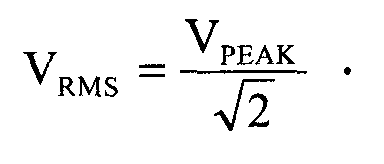 V_RMS = V_PEAK / √2 .